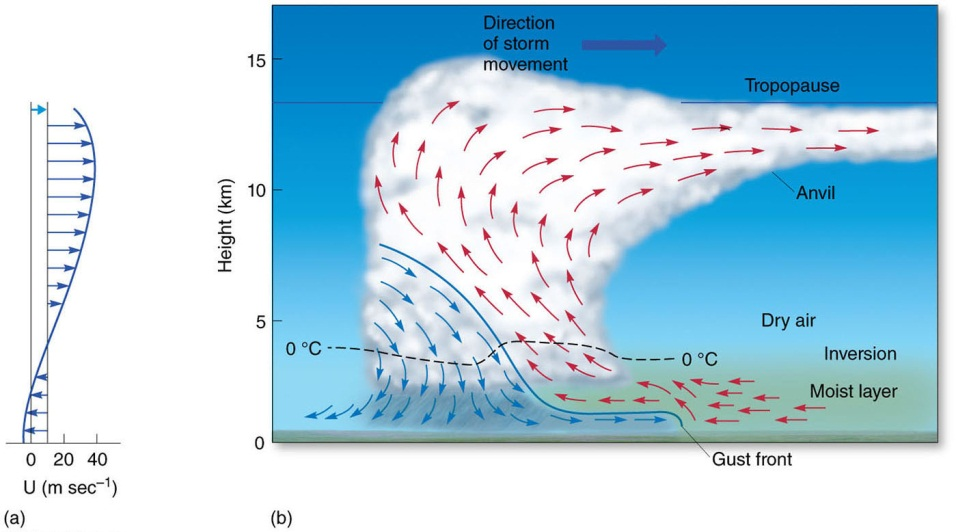 0 20 40
U (m sec⁻¹)
(a)
Direction
of storm
movement
15
Tropopause
10
Anvil
Height (km)
5
Dry air
0 °C
0 °C
Inversion
Moist layer
0
Gust front
(b)